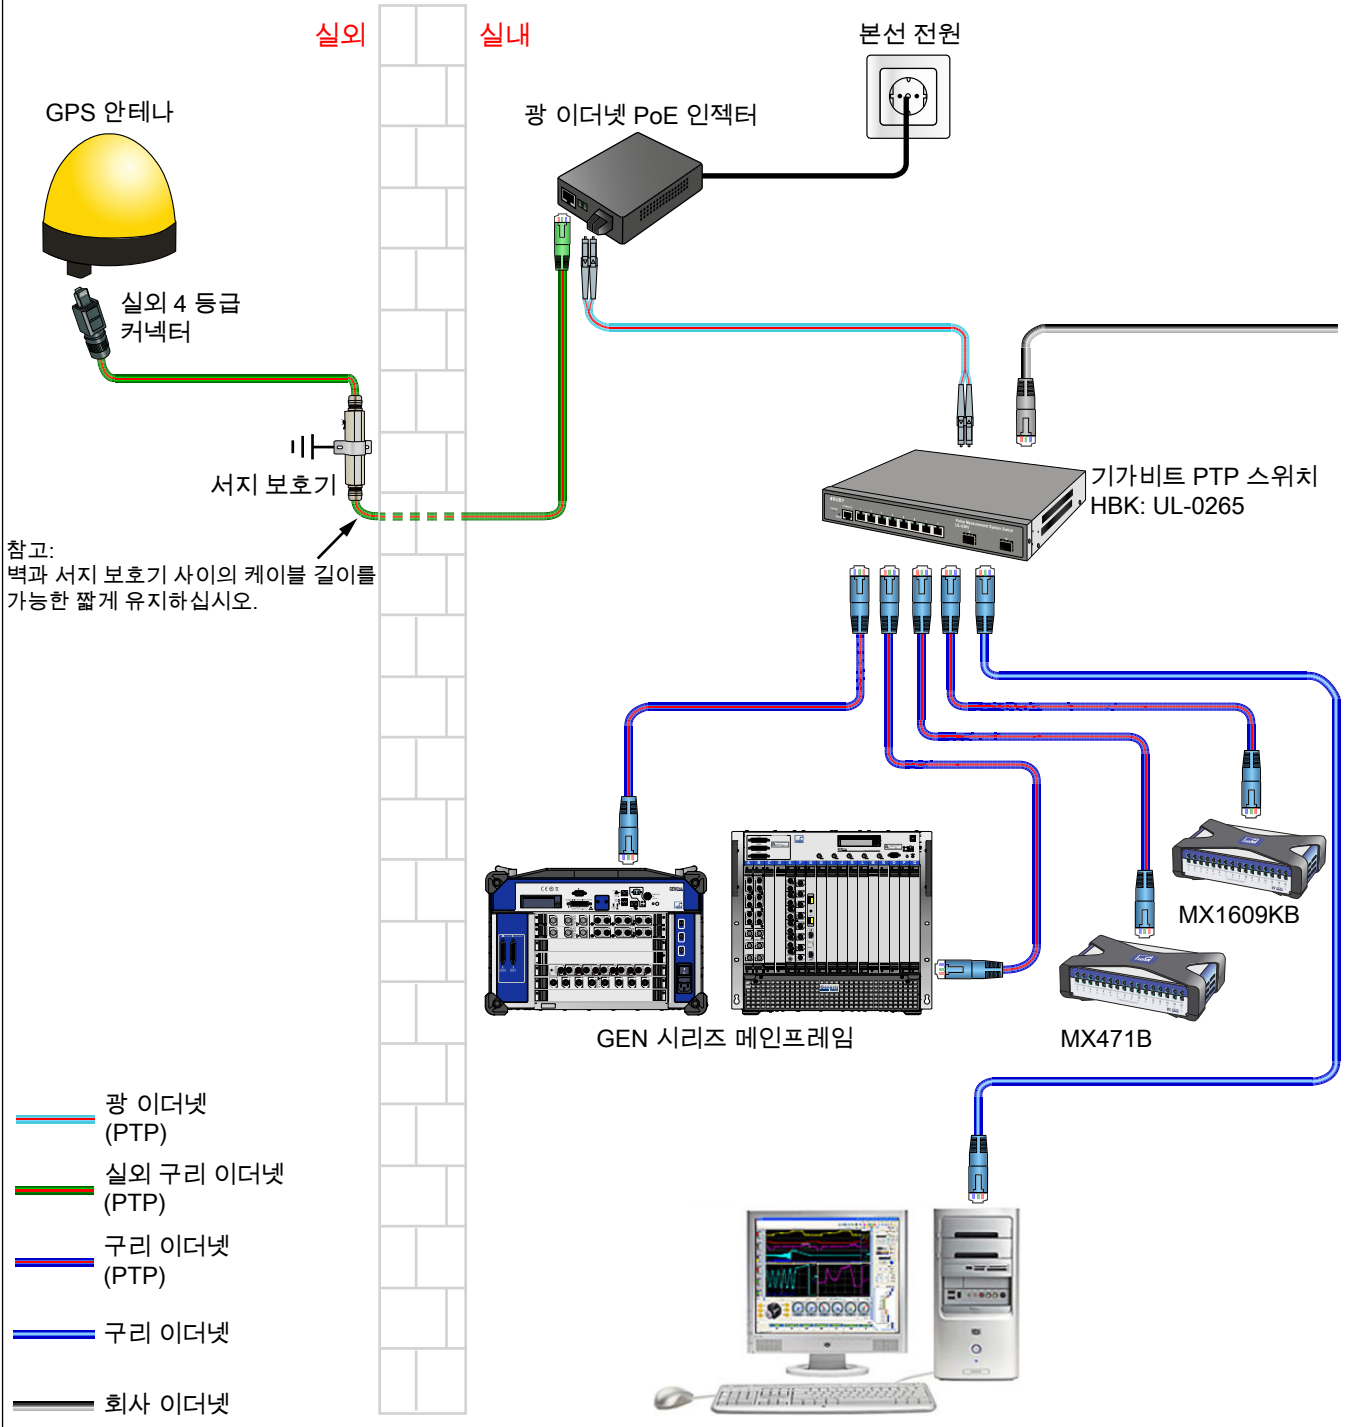 실외
실내
본선 전원
GPS 안테나
광 이더넷 PoE 인젝터
실외 4 등급
커넥터
서지 보호기
기가비트 PTP 스위치
HBK: UL-0265
참고:
벽과 서지 보호기 사이의 케이블 길이를
가능한 짧게 유지하십시오.
MX1609KB
GEN 시리즈 메인프레임
MX471B
광 이더넷
(PTP)
실외 구리 이더넷
(PTP)
구리 이더넷
(PTP)
구리 이더넷
회사 이더넷